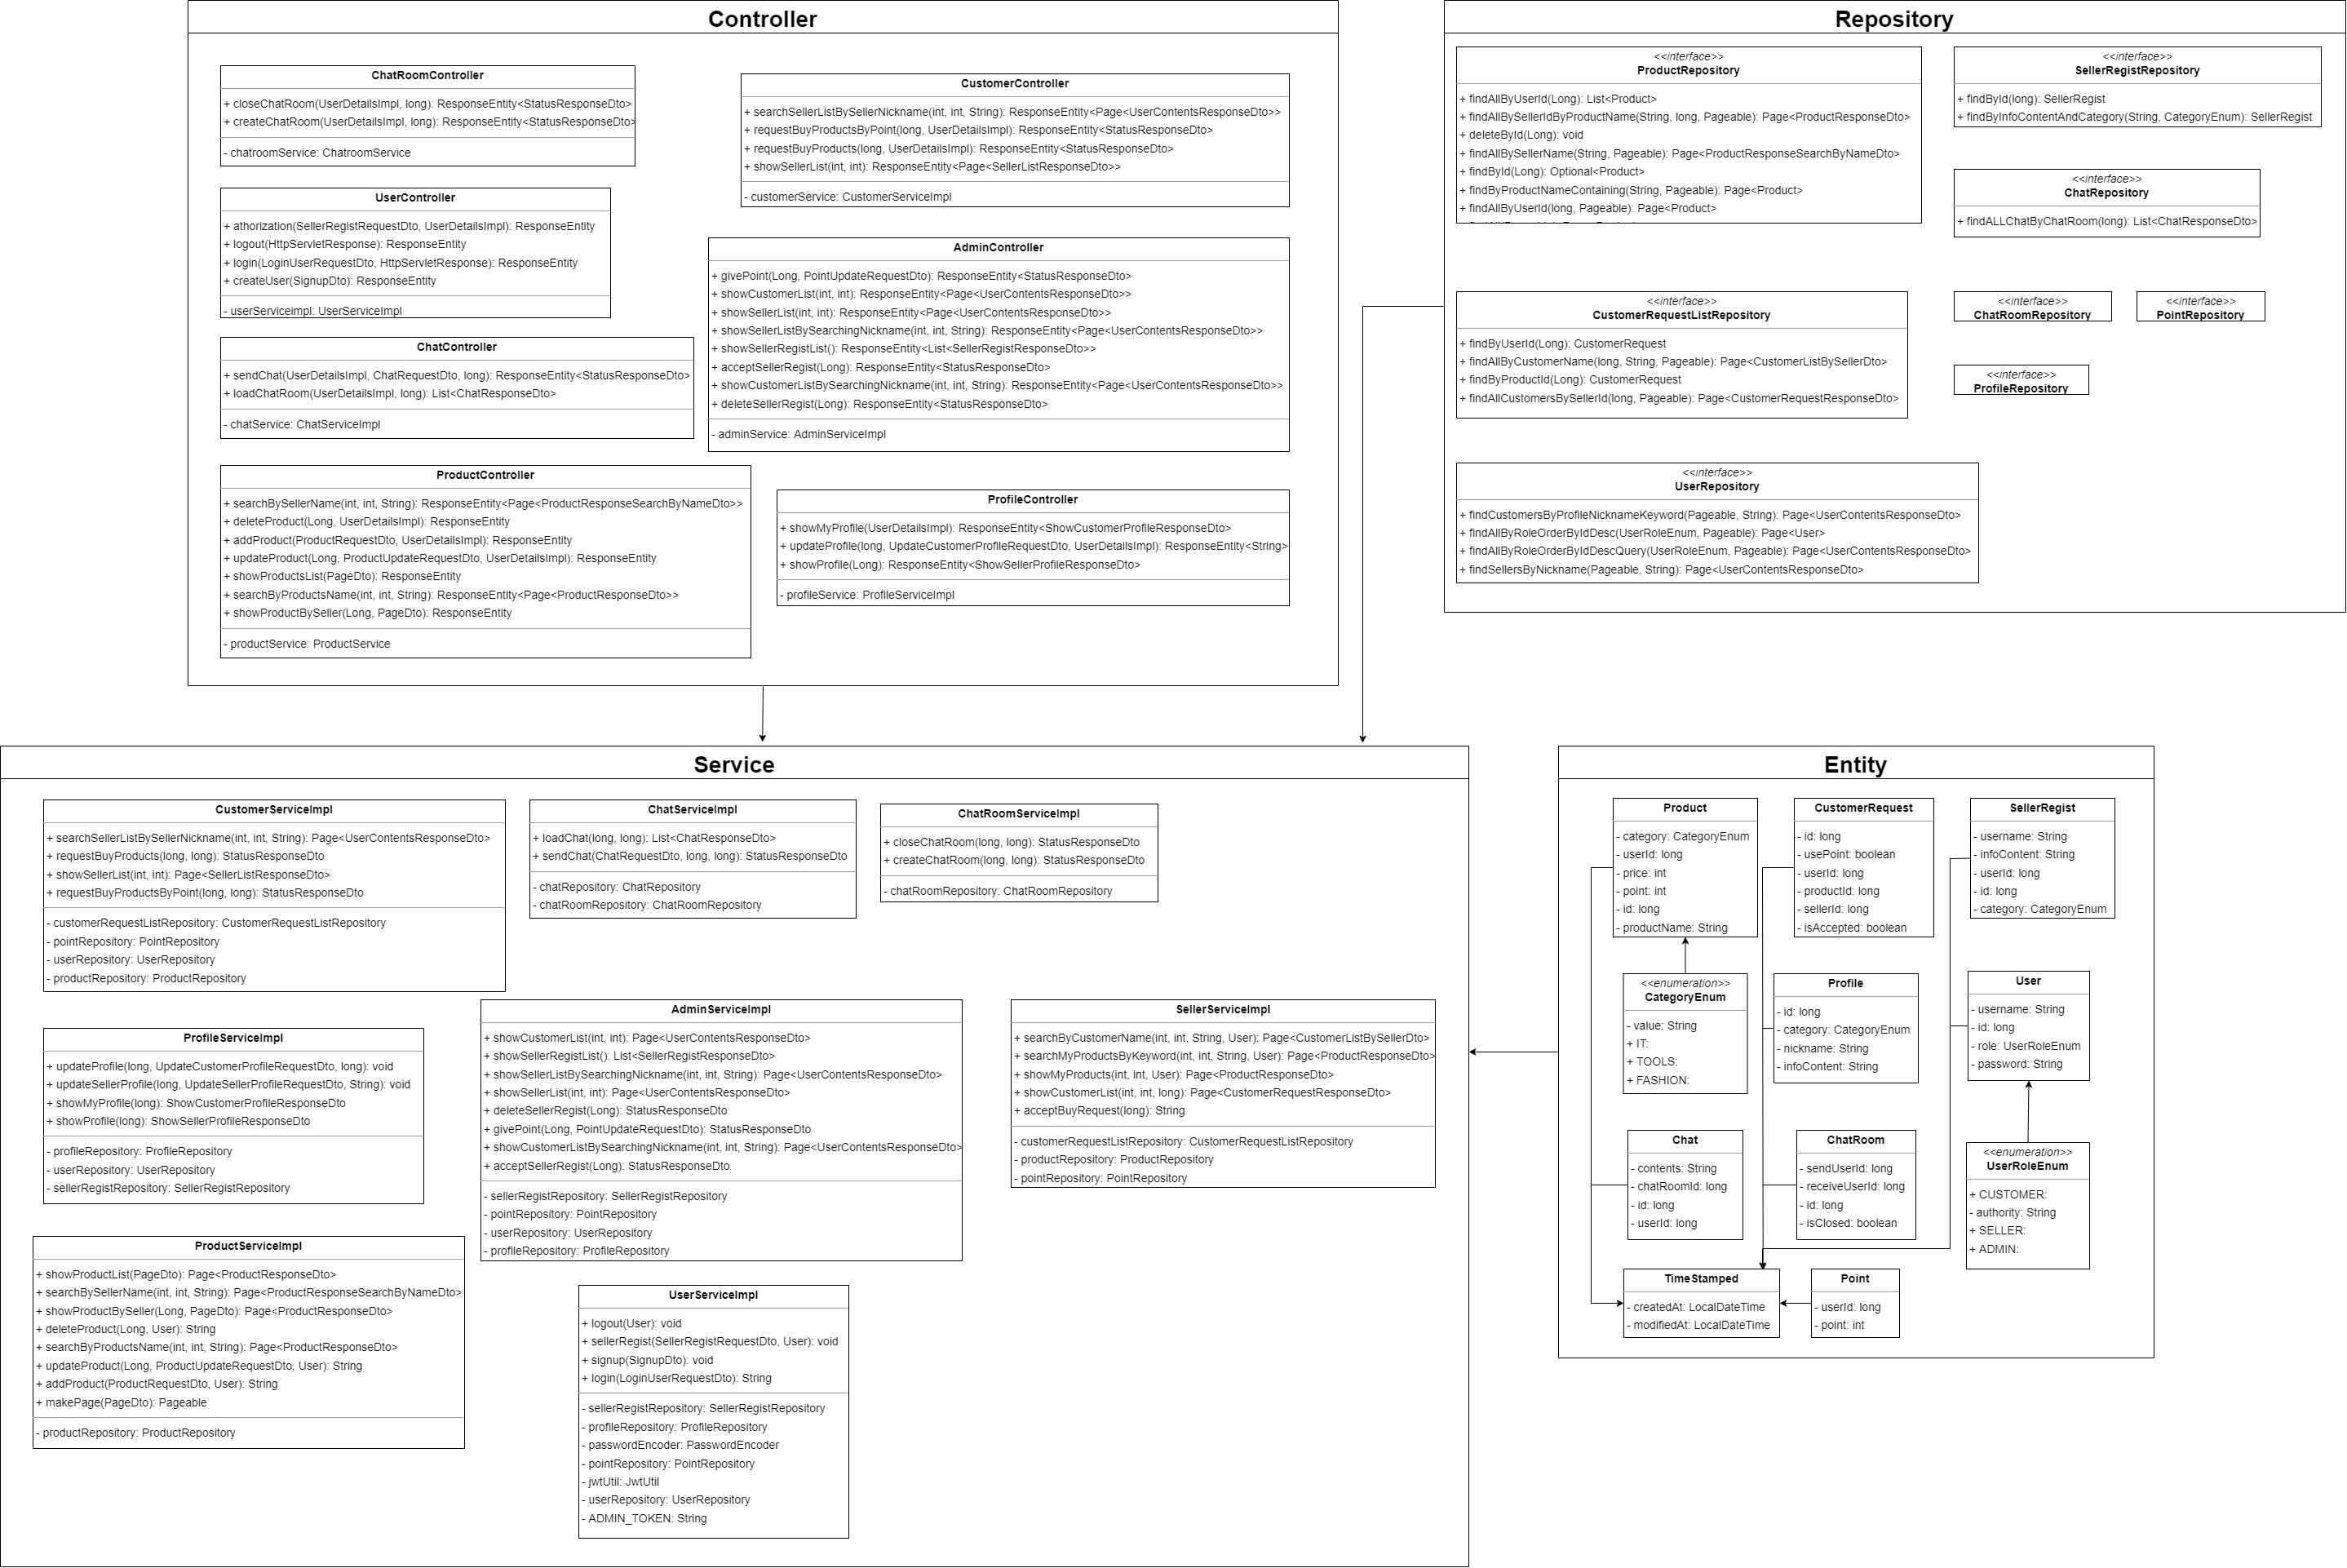 Controller
ChatRoomController
+ closeChatRoom(UserDetailsImpl, long): ResponseEntity<StatusResponseDto>
+ createChatRoom(UserDetailsImpl, long): ResponseEntity<StatusResponseDto>
- chatroomService: ChatroomService
CustomerController
+ searchSellerListBySellerNickname(int, int, String): ResponseEntity<Page<UserContentsResponseDto>>
+ requestBuyProductsByPoint(long, UserDetailsImpl): ResponseEntity<StatusResponseDto>
+ requestBuyProducts(long, UserDetailsImpl): ResponseEntity<StatusResponseDto>
+ showSellerList(int, int): ResponseEntity<Page<SellerListResponseDto>>
- customerService: CustomerServiceImpl
UserController
+ athorization(SellerRegistRequestDto, UserDetailsImpl): ResponseEntity
+ logout(HttpServletResponse): ResponseEntity
+ login(LoginUserRequestDto, HttpServletResponse): ResponseEntity
+ createUser(SignupDto): ResponseEntity
- userServiceimpl: UserServiceImpl
AdminController
+ givePoint(Long, PointUpdateRequestDto): ResponseEntity<StatusResponseDto>
+ showCustomerList(int, int): ResponseEntity<Page<UserContentsResponseDto>>
+ showSellerList(int, int): ResponseEntity<Page<UserContentsResponseDto>>
+ showSellerListBySearchingNickname(int, int, String): ResponseEntity<Page<UserContentsResponseDto>>
+ showSellerRegistList(): ResponseEntity<List<SellerRegistResponseDto>>
+ acceptSellerRegist(Long): ResponseEntity<StatusResponseDto>
+ showCustomerListBySearchingNickname(int, int, String): ResponseEntity<Page<UserContentsResponseDto>>
+ deleteSellerRegist(Long): ResponseEntity<StatusResponseDto>
- adminService: AdminServiceImpl
ChatController
+ sendChat(UserDetailsImpl, ChatRequestDto, long): ResponseEntity<StatusResponseDto>
+ loadChatRoom(UserDetailsImpl, long): List<ChatResponseDto>
- chatService: ChatServiceImpl
ProductController
+ searchBySellerName(int, int, String): ResponseEntity<Page<ProductResponseSearchByNameDto>>
+ deleteProduct(Long, UserDetailsImpl): ResponseEntity
+ addProduct(ProductRequestDto, UserDetailsImpl): ResponseEntity
+ updateProduct(Long, ProductUpdateRequestDto, UserDetailsImpl): ResponseEntity
+ showProductsList(PageDto): ResponseEntity
+ searchByProductsName(int, int, String): ResponseEntity<Page<ProductResponseDto>>
+ showProductBySeller(Long, PageDto): ResponseEntity
- productService: ProductService
ProfileController
+ showMyProfile(UserDetailsImpl): ResponseEntity<ShowCustomerProfileResponseDto>
+ updateProfile(long, UpdateCustomerProfileRequestDto, UserDetailsImpl): ResponseEntity<String>
+ showProfile(Long): ResponseEntity<ShowSellerProfileResponseDto>
- profileService: ProfileServiceImpl
Repository
<<interface>>
ProductRepository
+ findAllByUserId(Long): List<Product>
+ findAllBySellerIdByProductName(String, long, Pageable): Page<ProductResponseDto>
+ deleteById(Long): void
+ findAllBySellerName(String, Pageable): Page<ProductResponseSearchByNameDto>
+ findById(Long): Optional<Product>
+ findByProductNameContaining(String, Pageable): Page<Product>
+ findAllByUserId(long, Pageable): Page<Product>
<<interface>>
SellerRegistRepository
+ findById(long): SellerRegist
+ findByInfoContentAndCategory(String, CategoryEnum): SellerRegist
<<interface>>
ChatRepository
+ findALLChatByChatRoom(long): List<ChatResponseDto>
<<interface>>
CustomerRequestListRepository
+ findByUserId(Long): CustomerRequest
+ findAllByCustomerName(long, String, Pageable): Page<CustomerListBySellerDto>
+ findByProductId(Long): CustomerRequest
+ findAllCustomersBySellerId(long, Pageable): Page<CustomerRequestResponseDto>
<<interface>>
ChatRoomRepository
<<interface>>
PointRepository
<<interface>>
ProfileRepository
<<interface>>
UserRepository
+ findCustomersByProfileNicknameKeyword(Pageable, String): Page<UserContentsResponseDto>
+ findAllByRoleOrderByIdDesc(UserRoleEnum, Pageable): Page<User>
+ findAllByRoleOrderByIdDescQuery(UserRoleEnum, Pageable): Page<UserContentsResponseDto>
+ findSellersByNickname(Pageable, String): Page<UserContentsResponseDto>
Service
CustomerServiceImpl
+ searchSellerListBySellerNickname(int, int, String): Page<UserContentsResponseDto>
+ requestBuyProducts(long, long): StatusResponseDto
+ showSellerList(int, int): Page<SellerListResponseDto>
+ requestBuyProductsByPoint(long, long): StatusResponseDto
- customerRequestListRepository: CustomerRequestListRepository
- pointRepository: PointRepository
- userRepository: UserRepository
- productRepository: ProductRepository
ChatServiceImpl
+ loadChat(long, long): List<ChatResponseDto>
+ sendChat(ChatRequestDto, long, long): StatusResponseDto
- chatRepository: ChatRepository
- chatRoomRepository: ChatRoomRepository
ChatRoomServiceImpl
+ closeChatRoom(long, long): StatusResponseDto
+ createChatRoom(long, long): StatusResponseDto
- chatRoomRepository: ChatRoomRepository
ProfileServiceImpl
+ updateProfile(long, UpdateCustomerProfileRequestDto, long): void
+ updateSellerProfile(long, UpdateSellerProfileRequestDto, String): void
+ showMyProfile(long): ShowCustomerProfileResponseDto
+ showProfile(long): ShowSellerProfileResponseDto
- profileRepository: ProfileRepository
- userRepository: UserRepository
- sellerRegistRepository: SellerRegistRepository
AdminServiceImpl
+ showCustomerList(int, int): Page<UserContentsResponseDto>
+ showSellerRegistList(): List<SellerRegistResponseDto>
+ showSellerListBySearchingNickname(int, int, String): Page<UserContentsResponseDto>
+ showSellerList(int, int): Page<UserContentsResponseDto>
+ deleteSellerRegist(Long): StatusResponseDto
+ givePoint(Long, PointUpdateRequestDto): StatusResponseDto
+ showCustomerListBySearchingNickname(int, int, String): Page<UserContentsResponseDto>
+ acceptSellerRegist(Long): StatusResponseDto
- sellerRegistRepository: SellerRegistRepository
- pointRepository: PointRepository
- userRepository: UserRepository
- profileRepository: ProfileRepository
SellerServiceImpl
+ searchByCustomerName(int, int, String, User): Page<CustomerListBySellerDto>
+ searchMyProductsByKeyword(int, int, String, User): Page<ProductResponseDto>
+ showMyProducts(int, int, User): Page<ProductResponseDto>
+ showCustomerList(int, int, long): Page<CustomerRequestResponseDto>
+ acceptBuyRequest(long): String
- customerRequestListRepository: CustomerRequestListRepository
- productRepository: ProductRepository
- pointRepository: PointRepository
ProductServiceImpl
+ showProductList(PageDto): Page<ProductResponseDto>
+ searchBySellerName(int, int, String): Page<ProductResponseSearchByNameDto>
+ showProductBySeller(Long, PageDto): Page<ProductResponseDto>
+ deleteProduct(Long, User): String
+ searchByProductsName(int, int, String): Page<ProductResponseDto>
+ updateProduct(Long, ProductUpdateRequestDto, User): String
+ addProduct(ProductRequestDto, User): String
+ makePage(PageDto): Pageable
- productRepository: ProductRepository
UserServiceImpl
+ logout(User): void
+ sellerRegist(SellerRegistRequestDto, User): void
+ signup(SignupDto): void
+ login(LoginUserRequestDto): String
- sellerRegistRepository: SellerRegistRepository
- profileRepository: ProfileRepository
- passwordEncoder: PasswordEncoder
- pointRepository: PointRepository
- jwtUtil: JwtUtil
- userRepository: UserRepository
- ADMIN_TOKEN: String
Entity
Product
- category: CategoryEnum
- userId: long
- price: int
- point: int
- id: long
- productName: String
CustomerRequest
- id: long
- usePoint: boolean
- userId: long
- productId: long
- sellerId: long
- isAccepted: boolean
SellerRegist
- username: String
- infoContent: String
- userId: long
- id: long
- category: CategoryEnum
<<enumeration>>
CategoryEnum
- value: String
+ IT:
+ TOOLS:
+ FASHION:
Profile
- id: long
- category: CategoryEnum
- nickname: String
- infoContent: String
User
- username: String
- id: long
- role: UserRoleEnum
- password: String
Chat
- contents: String
- chatRoomId: long
- id: long
- userId: long
ChatRoom
- sendUserId: long
- receiveUserId: long
- id: long
- isClosed: boolean
<<enumeration>>
UserRoleEnum
+ CUSTOMER:
- authority: String
+ SELLER:
+ ADMIN:
TimeStamped
- createdAt: LocalDateTime
- modifiedAt: LocalDateTime
Point
- userId: long
- point: int